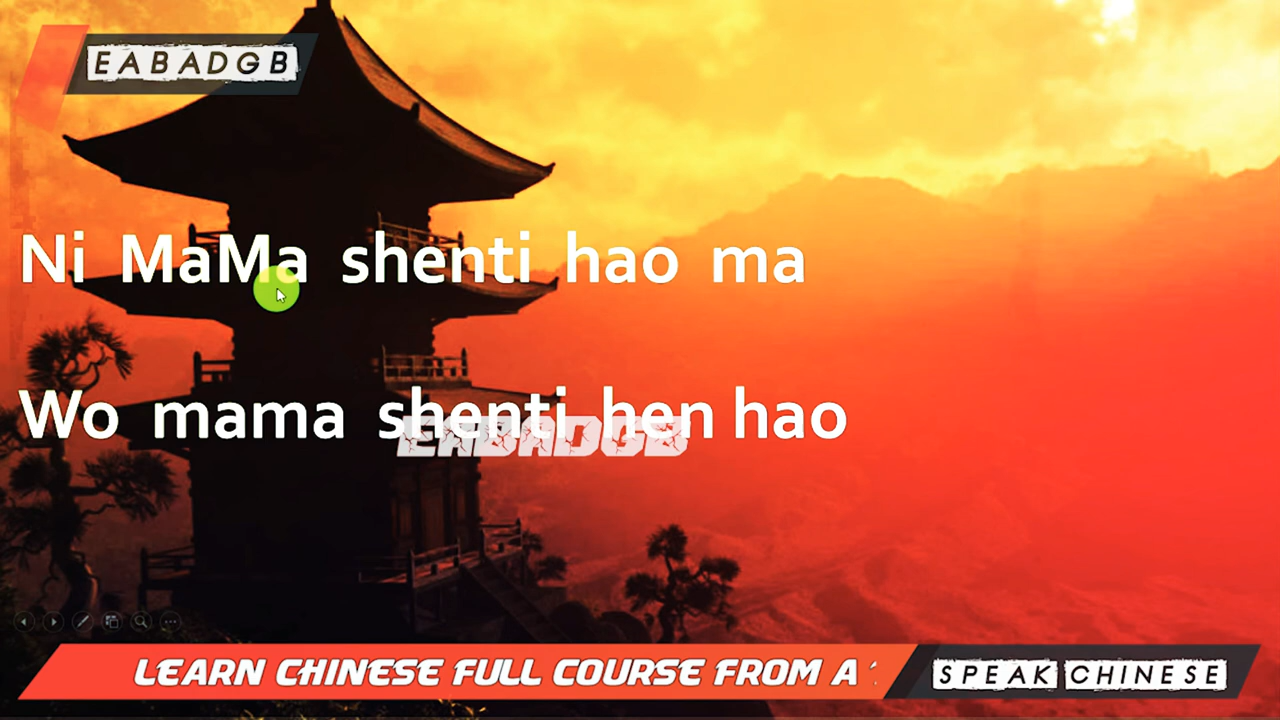 EABADGB
Ni MaMa shenti hao ma
Wo mama shenti hen hao
EABADGB
LEARN CHINESE FULL COURSE FROM A
SPEAK CHINESE